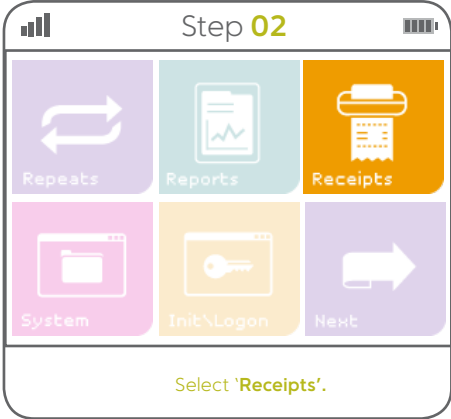 Step 02
Repeats
Reports
Receipts
System
Init\Logon
Next
Select ‘Receipts’.